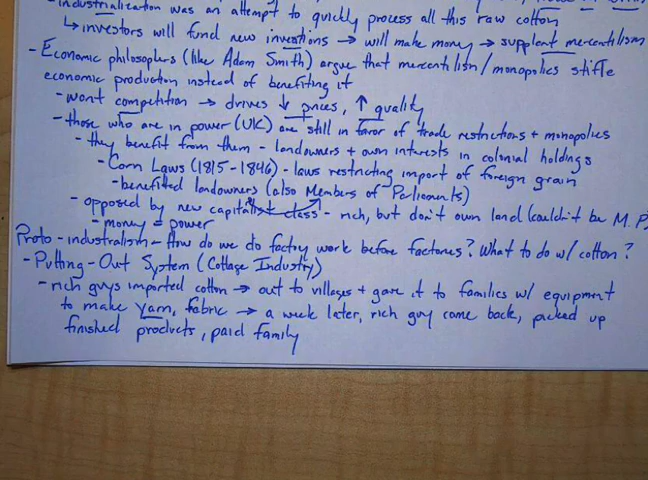 - industrialization was an attempt to quickly process all this raw cotton
↳ investors will fund new inventions → will make money → supplant mercantilism
- Economic philosophers (like Adam Smith) argue that mercantilism/monopolies stifle
economic production instead of benefiting it
- want competition → drives ↓ prices, ↑ quality
- those who are in power (UK) are still in favor of trade restrictions + monopolies
- they benefit from them - landowners + own interests in colonial holdings
- Corn Laws (1815-1846) - laws restricting import of foreign grain
- benefitted landowners (also Members of Parliaments)
- opposed by new capitalist class - rich, but don't own land (couldn't be M.P)
- money = power
Proto-industrialism - How do we do factory work before factories? What to do w/ cotton?
- Putting-Out System (Cottage Industry)
- rich guys imported cotton → out to villages + gave it to families w/ equipment
to make yarn, fabric → a week later, rich guy came back, picked up
finished products, paid family